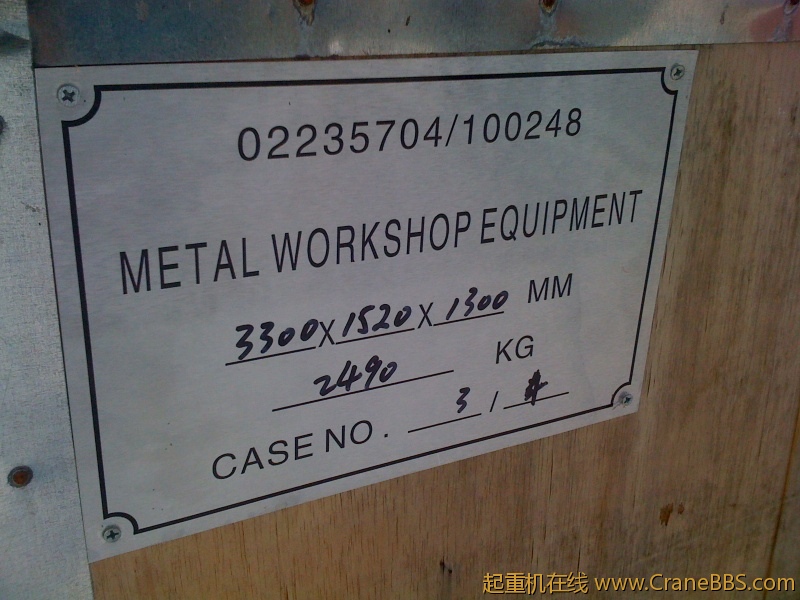 02235704/100248
METAL WORKSHOP EQUIPMENT
3300X1520X1300 MM
2490 KG
CASE NO. 3 /
起重机在线 www.CraneBBS.com